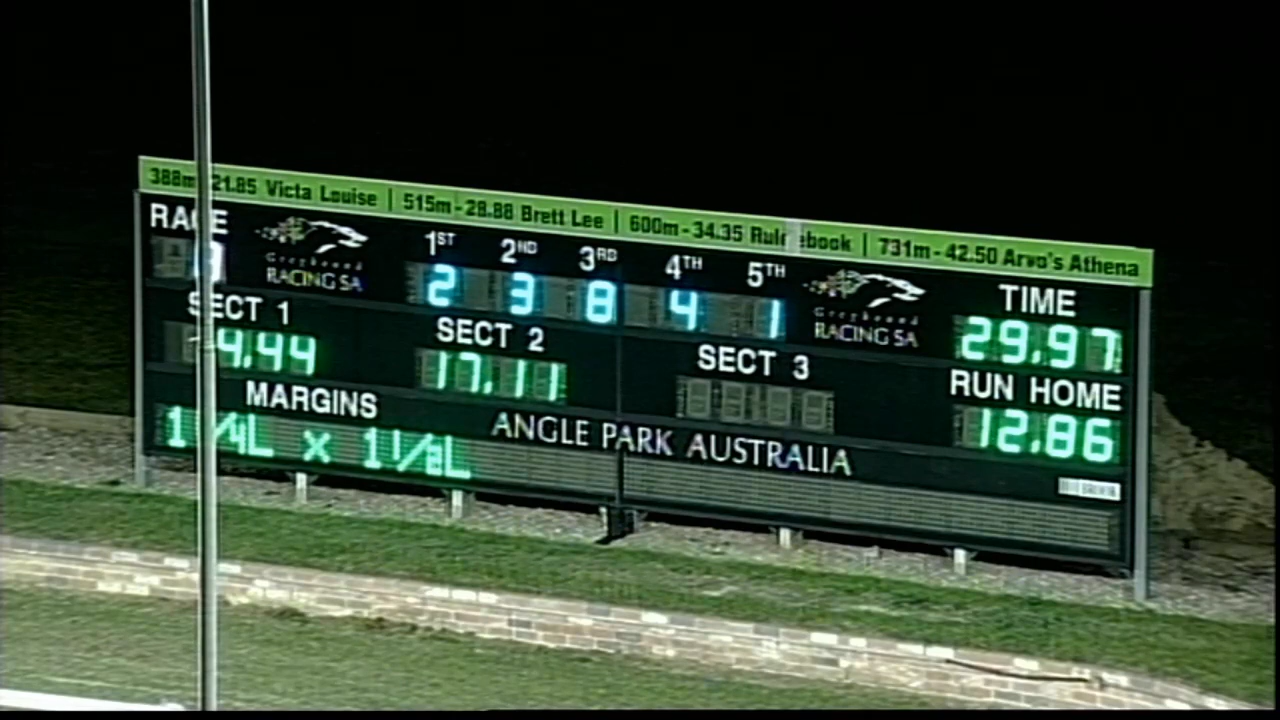 388m-21.85 Victa Louise | 515m-28.88 Brett Lee | 600m-34.35 Rulebook | 731m-42.50 Arvo's Athena
RACE
Greyhound
RACING SA
1ST 2ND 3RD 4TH 5TH
2 3 8 4 1
Greyhound
RACING SA
TIME
29.97
SECT 1
4.44
SECT 2
17.11
SECT 3
RUN HOME
12.86
MARGINS
1 1/4L x 1 1/2L
ANGLE PARK AUSTRALIA